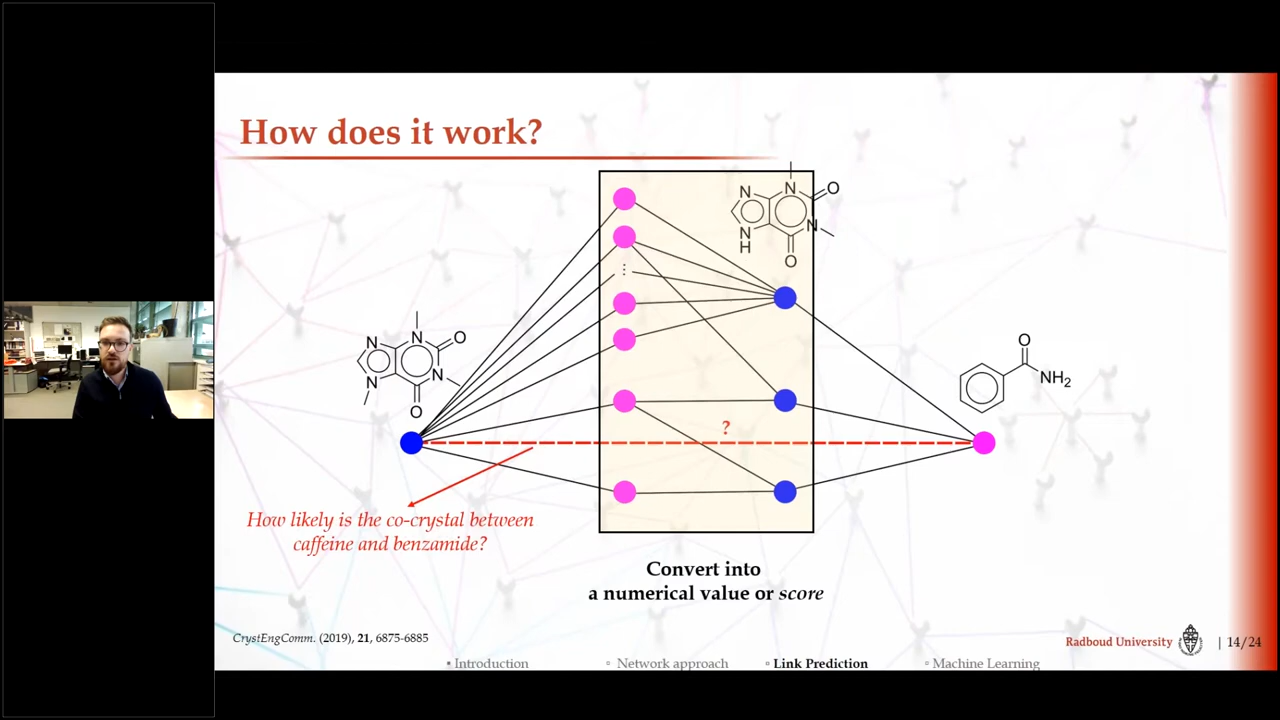 How does it work?
N
N
O
N
N
H
O
N
N
O
N
N
O
O
NH2
?
How likely is the co-crystal between
caffeine and benzamide?
Convert into
a numerical value or score
CrystEngComm. (2019), 21, 6875-6885
Radboud University
| 14/24
▪ Introduction
▫ Network approach
▫ Link Prediction
▫ Machine Learning